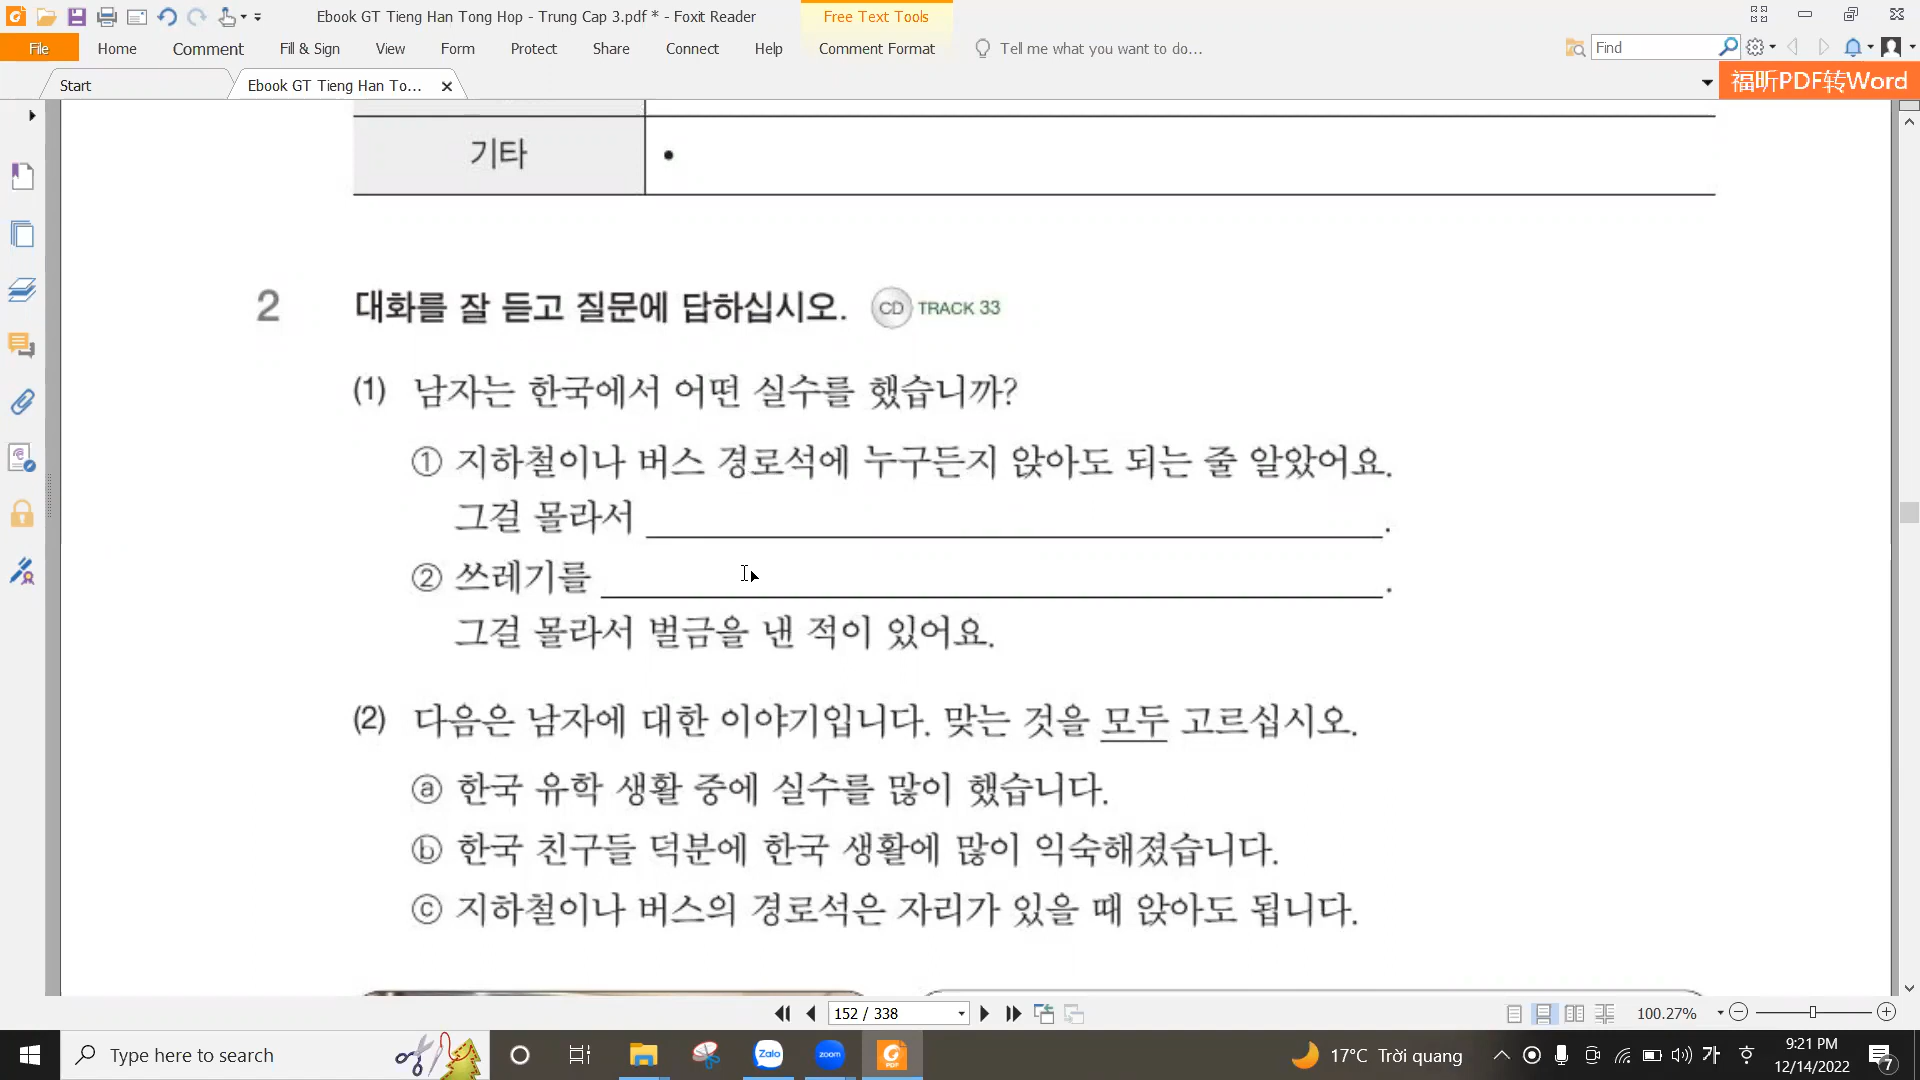 Ebook GT Tieng Han Tong Hop - Trung Cap 3.pdf * - Foxit Reader
Free Text Tools
File Home Comment Fill & Sign View Form Protect Share Connect Help Comment Format Tell me what you want to do... Find
Start Ebook GT Tieng Han To... 福昕PDF转Word
기타 •
2 대화를 잘 듣고 질문에 답하십시오. CD TRACK 33
(1) 남자는 한국에서 어떤 실수를 했습니까?
① 지하철이나 버스 경로석에 누구든지 앉아도 되는 줄 알았어요.
그걸 몰라서 .
② 쓰레기를 .
그걸 몰라서 벌금을 낸 적이 있어요.
(2) 다음은 남자에 대한 이야기입니다. 맞는 것을 모두 고르십시오.
ⓐ 한국 유학 생활 중에 실수를 많이 했습니다.
ⓑ 한국 친구들 덕분에 한국 생활에 많이 익숙해졌습니다.
ⓒ 지하철이나 버스의 경로석은 자리가 있을 때 앉아도 됩니다.
152 / 338 100.27%
Type here to search Zalo zoom PDF 17°C Trời quang 가 9:21 PM
12/14/2022 7